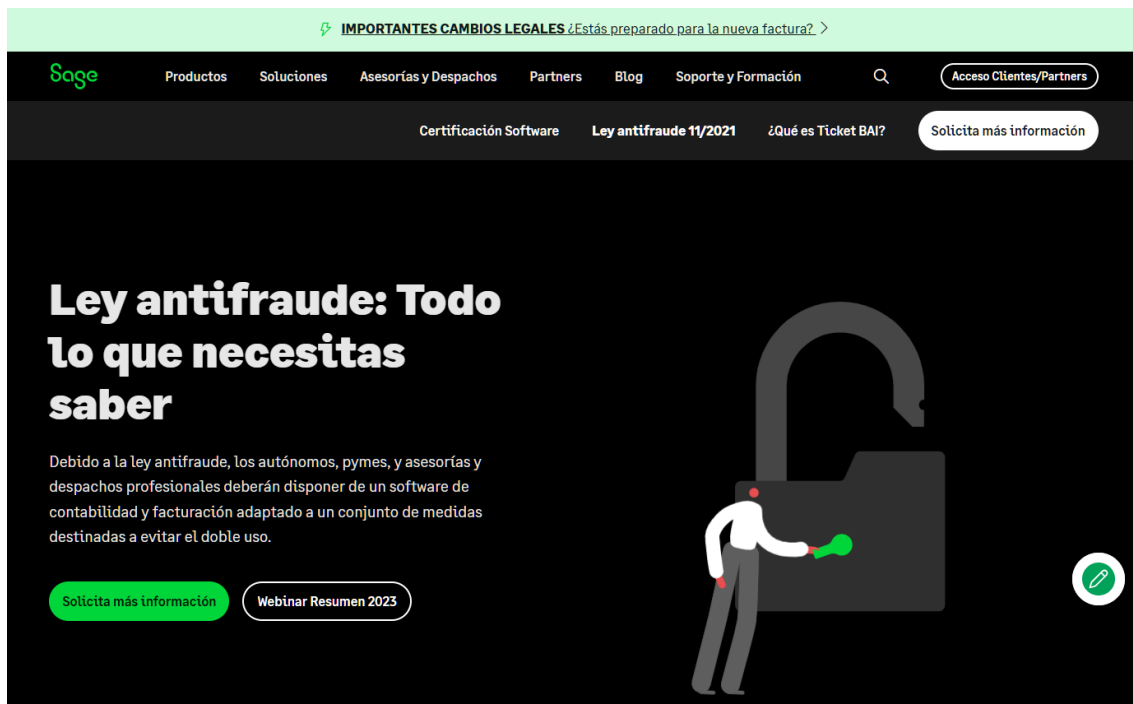 IMPORTANTES CAMBIOS LEGALES ¿Estás preparado para la nueva factura?
Sage
Productos
Soluciones
Asesorías y Despachos
Partners
Blog
Soporte y Formación
Acceso Clientes/Partners
Certificación Software
Ley antifraude 11/2021
¿Qué es Ticket BAI?
Solicita más información
Ley antifraude: Todo
lo que necesitas
saber
Debido a la ley antifraude, los autónomos, pymes, y asesorías y
despachos profesionales deberán disponer de un software de
contabilidad y facturación adaptado a un conjunto de medidas
destinadas a evitar el doble uso.
Solicita más información
Webinar Resumen 2023